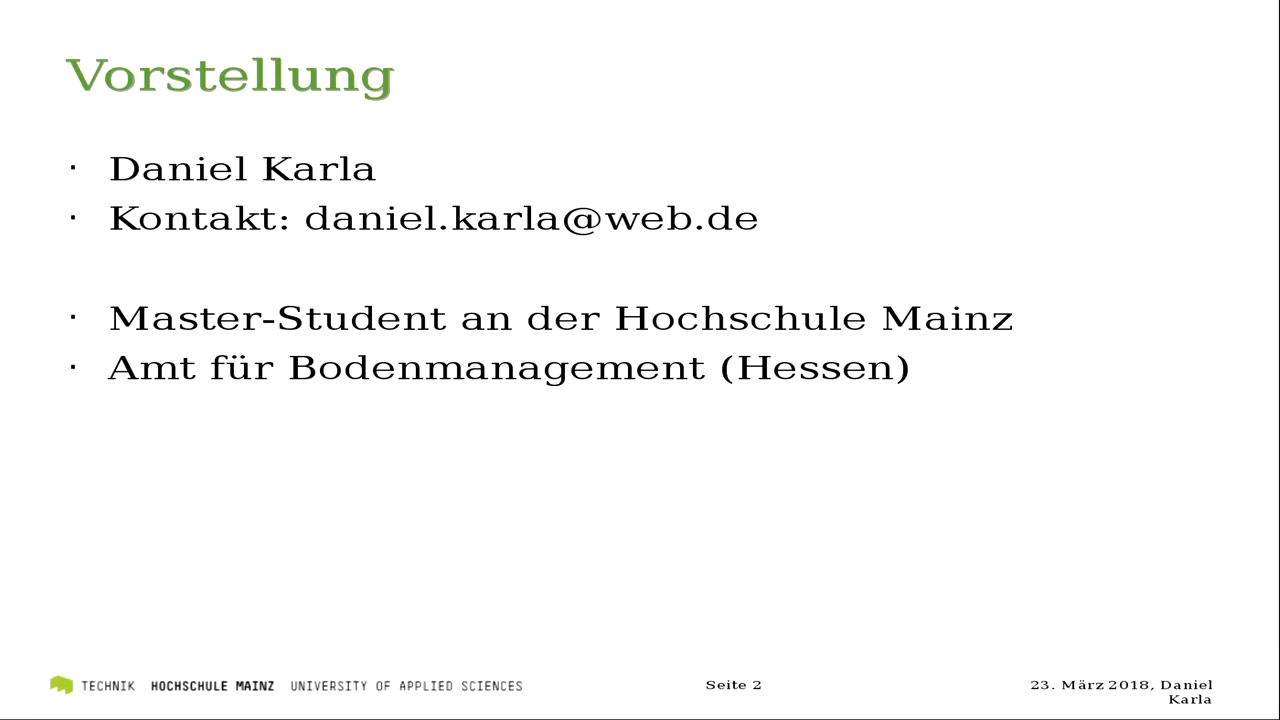 Vorstellung
· Daniel Karla
· Kontakt: daniel.karla@web.de
· Master-Student an der Hochschule Mainz
· Amt für Bodenmanagement (Hessen)
TECHNIK HOCHSCHULE MAINZ UNIVERSITY OF APPLIED SCIENCES
Seite 2
23. März 2018, Daniel
Karla